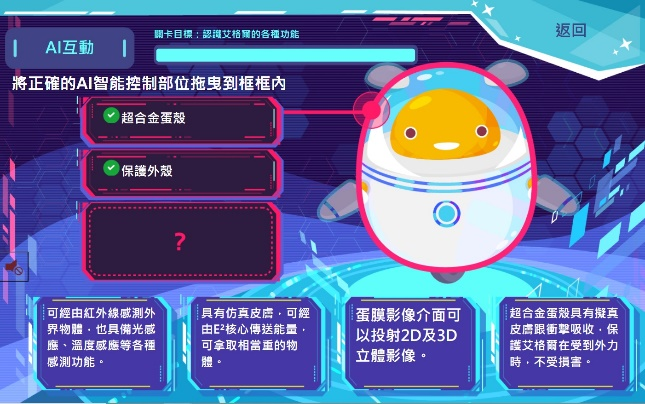 返回
AI互動
關卡目標：認識艾格爾的各種功能
將正確的AI智能控制部位拖曳到框框內
超合金蛋殼
保護外殼
?
可經由紅外線感測外
界物體，也具備光感
應、溫度感應等各種
感測功能。
具有仿真皮膚，可經
由E²核心傳送能量，
可拿取相當重的物
體。
蛋膜影像介面可
以投射2D及3D
立體影像。
超合金蛋殼具有擬真
皮膚跟衝擊吸收，保
護艾格爾在受到外力
時，不受損害。